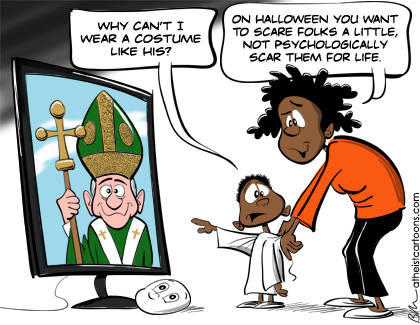 WHY CAN'T I
WEAR A COSTUME
LIKE HIS?
ON HALLOWEEN YOU WANT
TO SCARE FOLKS A LITTLE,
NOT PSYCHOLOGICALLY
SCAR THEM FOR LIFE.
atheistcartoons.com